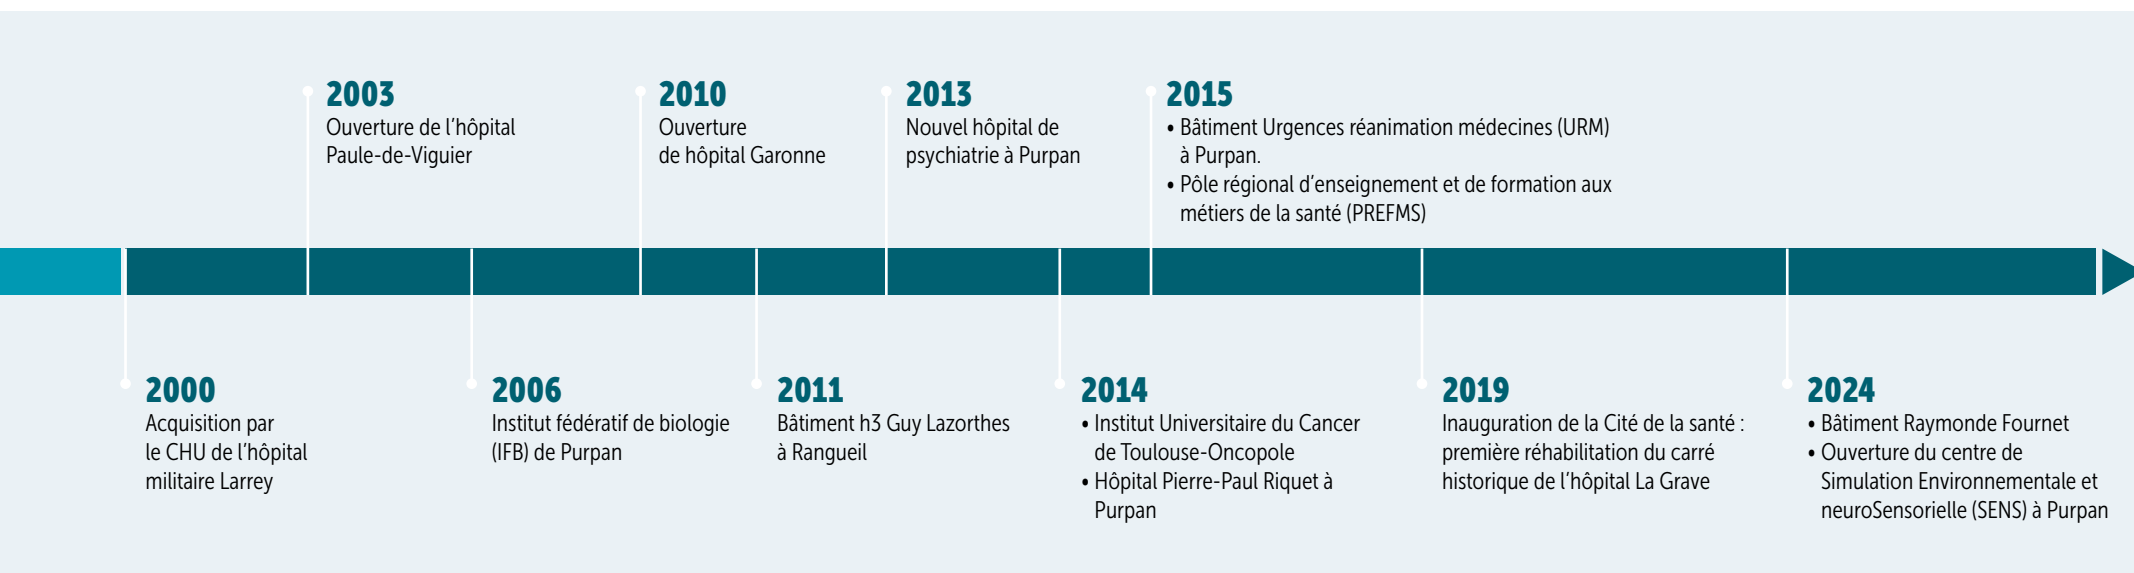 2003
Ouverture de l’hôpital
Paule-de-Viguier
2010
Ouverture
de hôpital Garonne
2013
Nouvel hôpital de
psychiatrie à Purpan
2015
• Bâtiment Urgences réanimation médecines (URM)
à Purpan.
• Pôle régional d’enseignement et de formation aux
métiers de la santé (PREFMS)
2000
Acquisition par
le CHU de l’hôpital
militaire Larrey
2006
Institut fédératif de biologie
(IFB) de Purpan
2011
Bâtiment h3 Guy Lazorthes
à Rangueil
2014
• Institut Universitaire du Cancer
de Toulouse-Oncopole
• Hôpital Pierre-Paul Riquet à
Purpan
2019
Inauguration de la Cité de la santé :
première réhabilitation du carré
historique de l’hôpital La Grave
2024
• Bâtiment Raymonde Fournet
• Ouverture du centre de
Simulation Environnementale et
neuroSensorielle (SENS) à Purpan